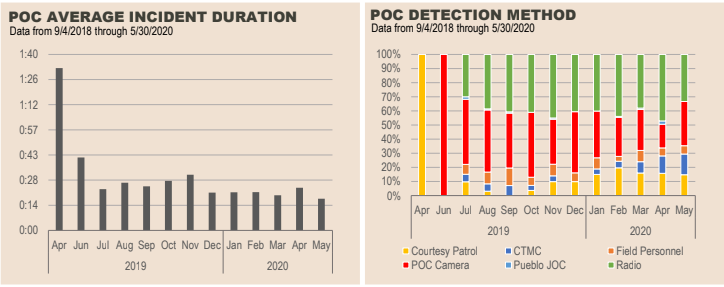 POC AVERAGE INCIDENT DURATION
Data from 9/4/2018 through 5/30/2020
1:40
1:26
1:12
0:57
0:43
0:28
0:14
0:00
Apr Jun Jul Aug Sep Oct Nov Dec Jan Feb Mar Apr May
2019 2020
POC DETECTION METHOD
Data from 9/4/2018 through 5/30/2020
100%
90%
80%
70%
60%
50%
40%
30%
20%
10%
0%
Apr Jun Jul Aug Sep Oct Nov Dec Jan Feb Mar Apr May
2019 2020
Courtesy Patrol CTMC Field Personnel
POC Camera Pueblo JOC Radio